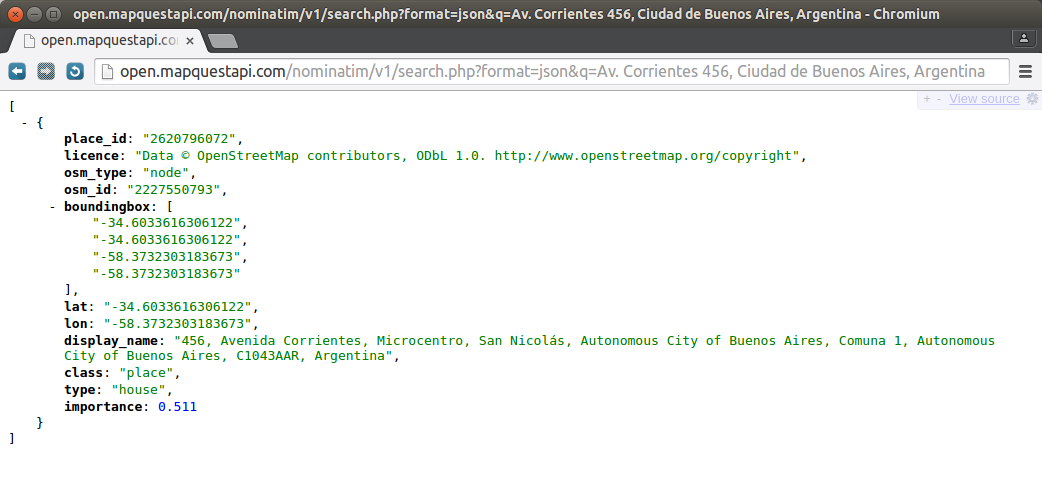 open.mapquestapi.com/nominatim/v1/search.php?format=json&q=Av. Corrientes 456, Ciudad de Buenos Aires, Argentina - Chromium
open.mapquestapi.co
open.mapquestapi.com/nominatim/v1/search.php?format=json&q=Av. Corrientes 456, Ciudad de Buenos Aires, Argentina
+ - View source
[
- {
place_id: "2620796072",
licence: "Data © OpenStreetMap contributors, ODbL 1.0. http://www.openstreetmap.org/copyright",
osm_type: "node",
osm_id: "2227550793",
- boundingbox: [
"-34.6033616306122",
"-34.6033616306122",
"-58.3732303183673",
"-58.3732303183673"
],
lat: "-34.6033616306122",
lon: "-58.3732303183673",
display_name: "456, Avenida Corrientes, Microcentro, San Nicolás, Autonomous City of Buenos Aires, Comuna 1, Autonomous
City of Buenos Aires, C1043AAR, Argentina",
class: "place",
type: "house",
importance: 0.511
}
]